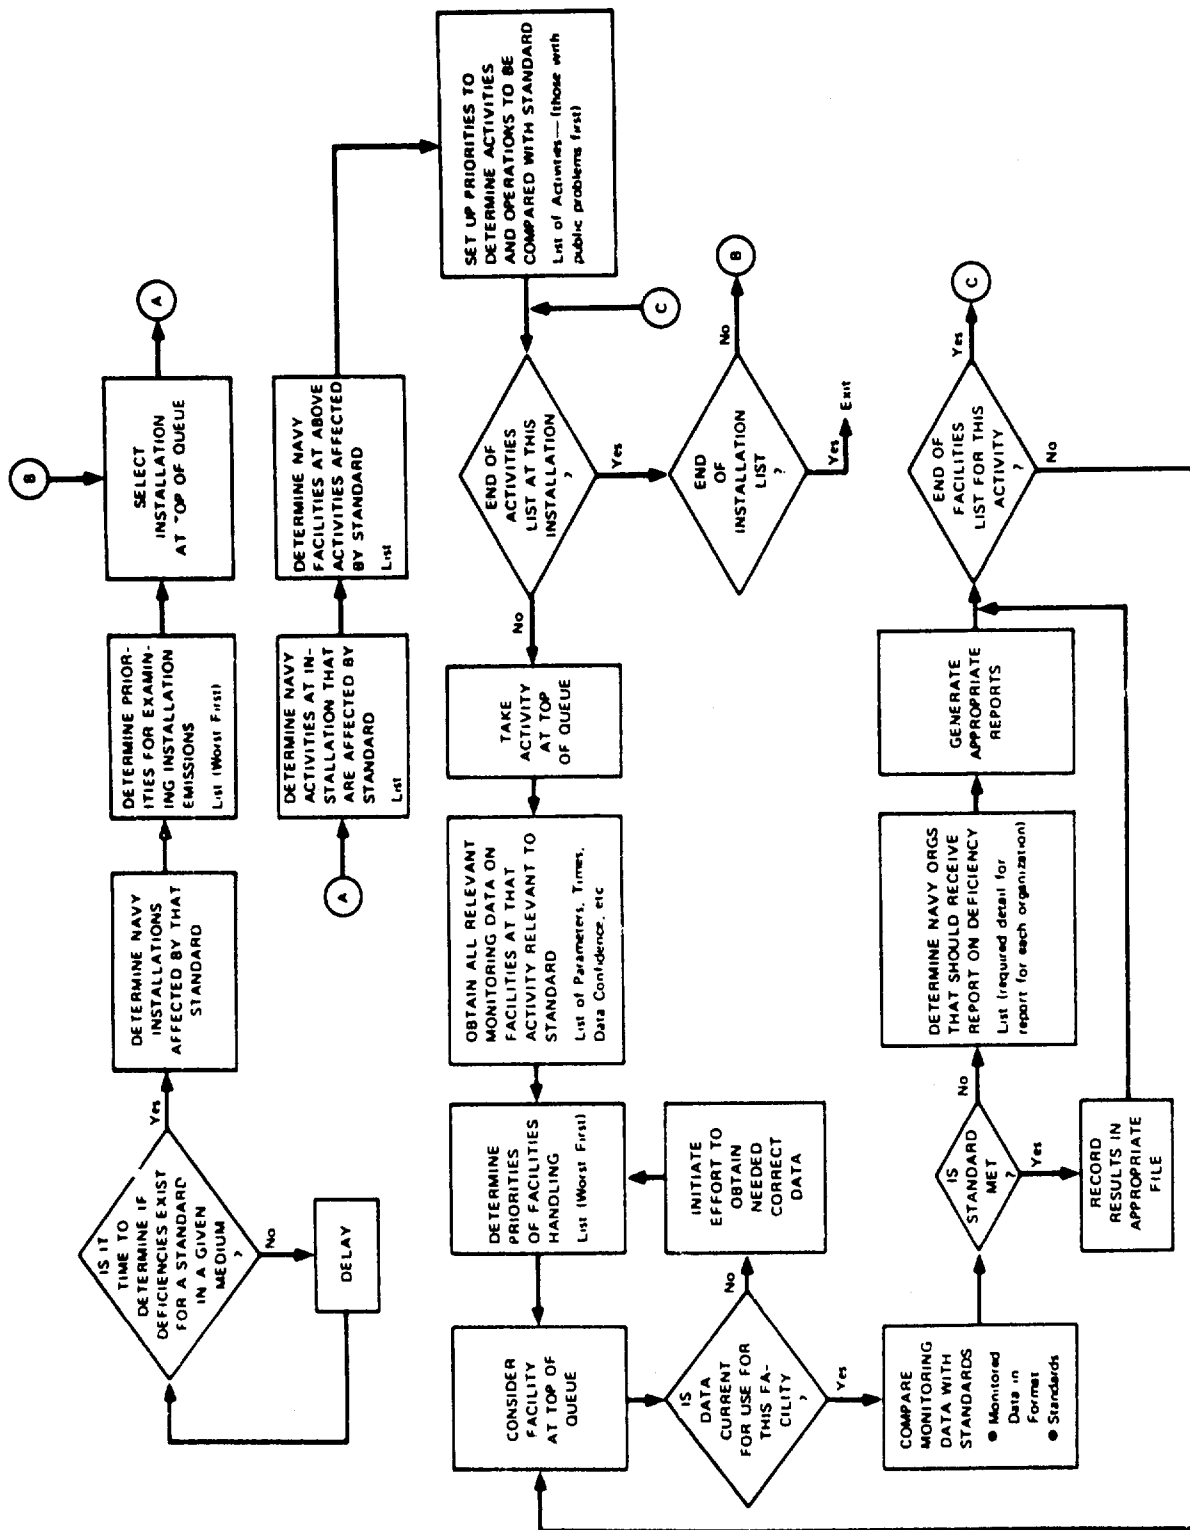 IS IT
TIME TO
DETERMINE IF
DEFICIENCIES EXIST
FOR A STANDARD
IN A GIVEN
MEDIUM
?
Yes
No
DELAY
DETERMINE NAVY
INSTALLATIONS
AFFECTED BY THAT
STANDARD
DETERMINE PRIOR-
ITIES FOR EXAMIN-
ING INSTALLATION
EMISSIONS
List (Worst First)
B
SELECT
INSTALLATION
AT TOP OF QUEUE
A
A
DETERMINE NAVY
ACTIVITIES AT IN-
STALLATION THAT
ARE AFFECTED BY
STANDARD
List
DETERMINE NAVY
FACILITIES AT ABOVE
ACTIVITIES AFFECTED
BY STANDARD
List
SET UP PRIORITIES TO
DETERMINE ACTIVITIES
AND OPERATIONS TO BE
COMPARED WITH STANDARD
List of Activities—(those with
public problems first)
C
END OF
ACTIVITIES
LIST AT THIS
INSTALLATION
?
Yes
No
END
OF
INSTALLATION
LIST
?
No
B
Yes
Exit
TAKE
ACTIVITY
AT TOP
OF QUEUE
OBTAIN ALL RELEVANT
MONITORING DATA ON
FACILITIES AT THAT
ACTIVITY RELEVANT TO
STANDARD
List of Parameters, Times,
Data Confidence, etc
DETERMINE
PRIORITIES
OF FACILITIES
HANDLING
List (Worst First)
CONSIDER
FACILITY
AT TOP OF
QUEUE
IS
DATA
CURRENT
FOR USE FOR
THIS FA-
CILITY
?
No
INITIATE
EFFORT TO
OBTAIN
NEEDED
CORRECT
DATA
Yes
COMPARE
MONITORING
DATA WITH
STANDARDS
● Monitored
Data in
Format
● Standards
IS
STANDARD
MET
?
Yes
RECORD
RESULTS IN
APPROPRIATE
FILE
No
DETERMINE NAVY ORGS
THAT SHOULD RECEIVE
REPORT ON DEFICIENCY
List (required detail for
report for each organization)
GENERATE
APPROPRIATE
REPORTS
END OF
FACILITIES
LIST FOR THIS
ACTIVITY
?
Yes
C
No